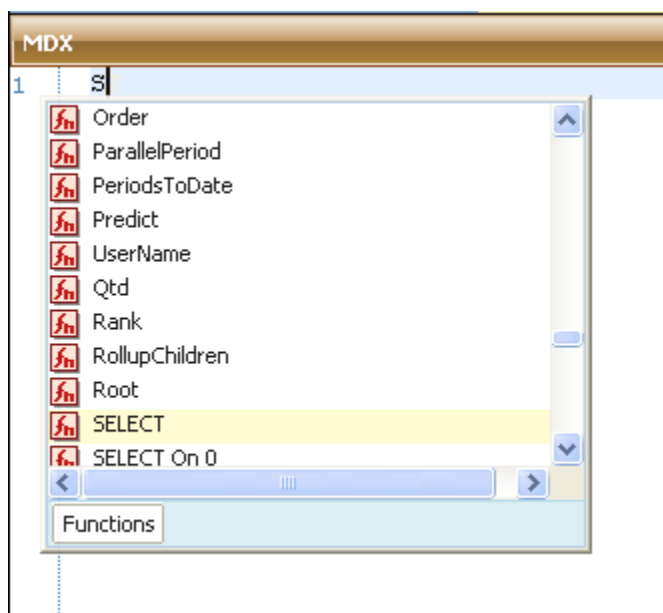 MDX
1 S
Order
ParallelPeriod
PeriodsToDate
Predict
UserName
Qtd
Rank
RollupChildren
Root
SELECT
SELECT On 0
Functions